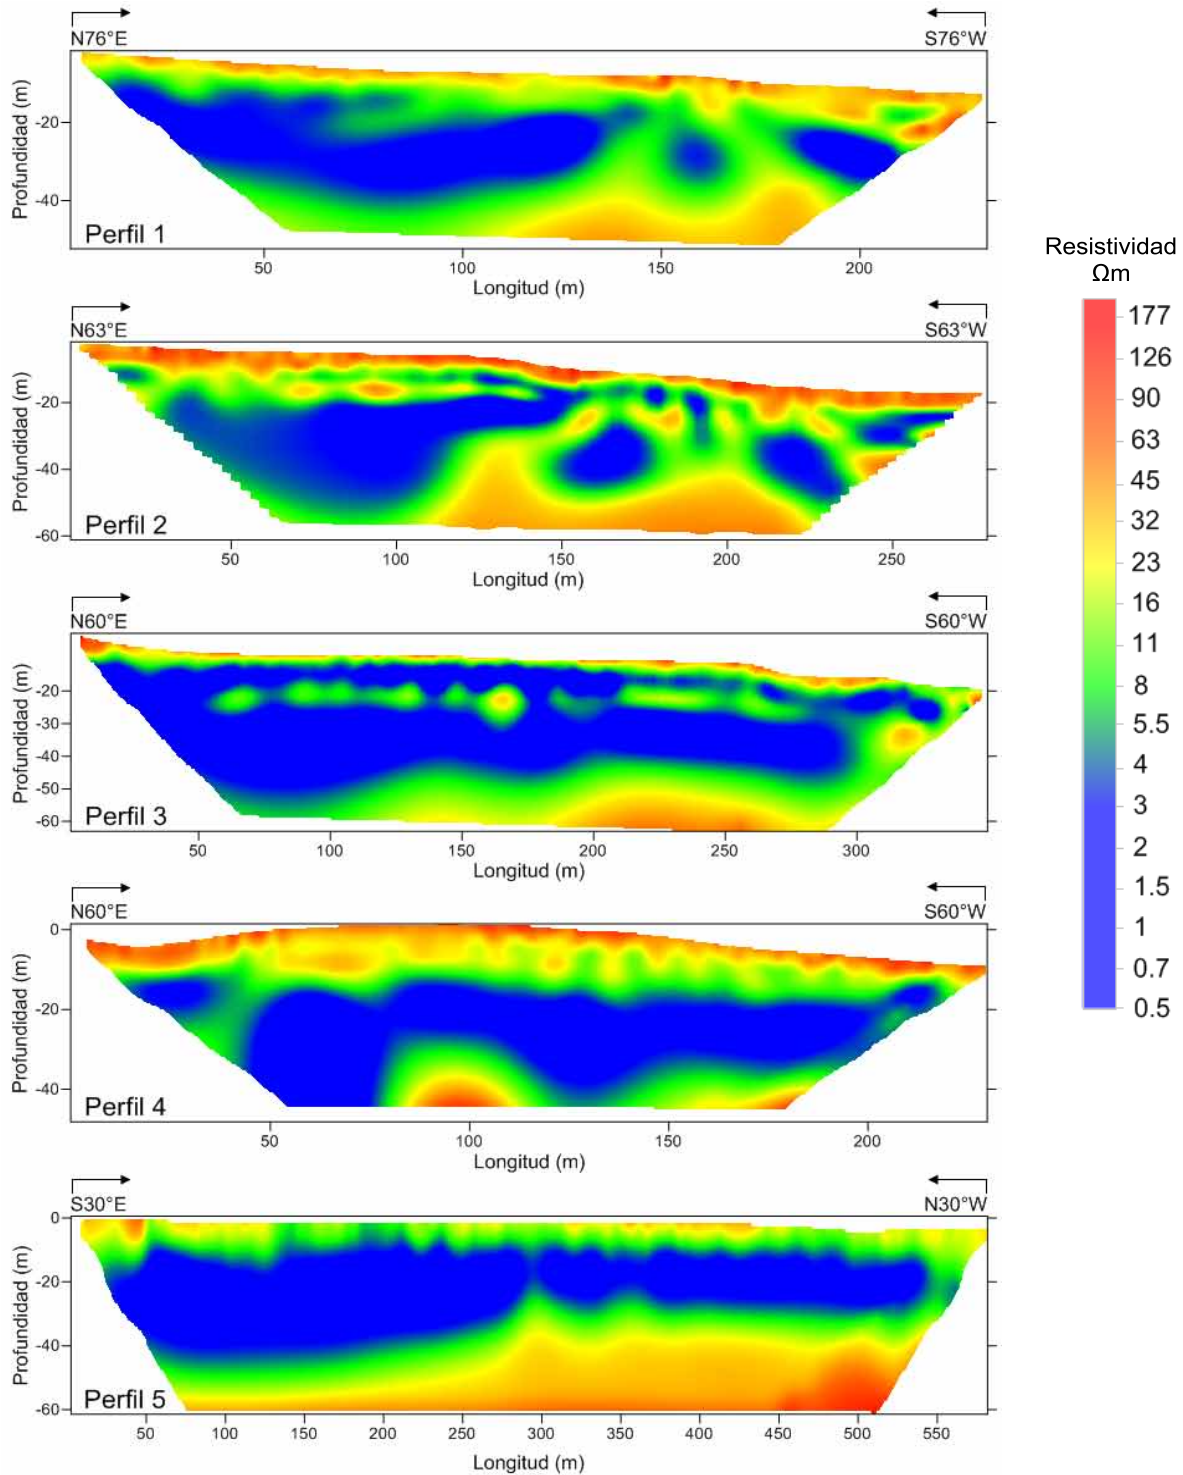 N76°E S76°W
Profundidad (m)
-20
-40
Perfil 1
50 100 150 200
Longitud (m)
N63°E S63°W
Profundidad (m)
-20
-40
-60
Perfil 2
50 100 150 200 250
Longitud (m)
N60°E S60°W
Profundidad (m)
-20
-30
-40
-50
-60
Perfil 3
50 100 150 200 250 300
Longitud (m)
N60°E S60°W
Profundidad (m)
0
-20
-40
Perfil 4
50 100 150 200
Longitud (m)
S30°E N30°W
Profundidad (m)
0
-20
-40
-60
Perfil 5
50 100 150 200 250 300 350 400 450 500 550
Longitud (m)
Resistividad
Ωm
177
126
90
63
45
32
23
16
11
8
5.5
4
3
2
1.5
1
0.7
0.5